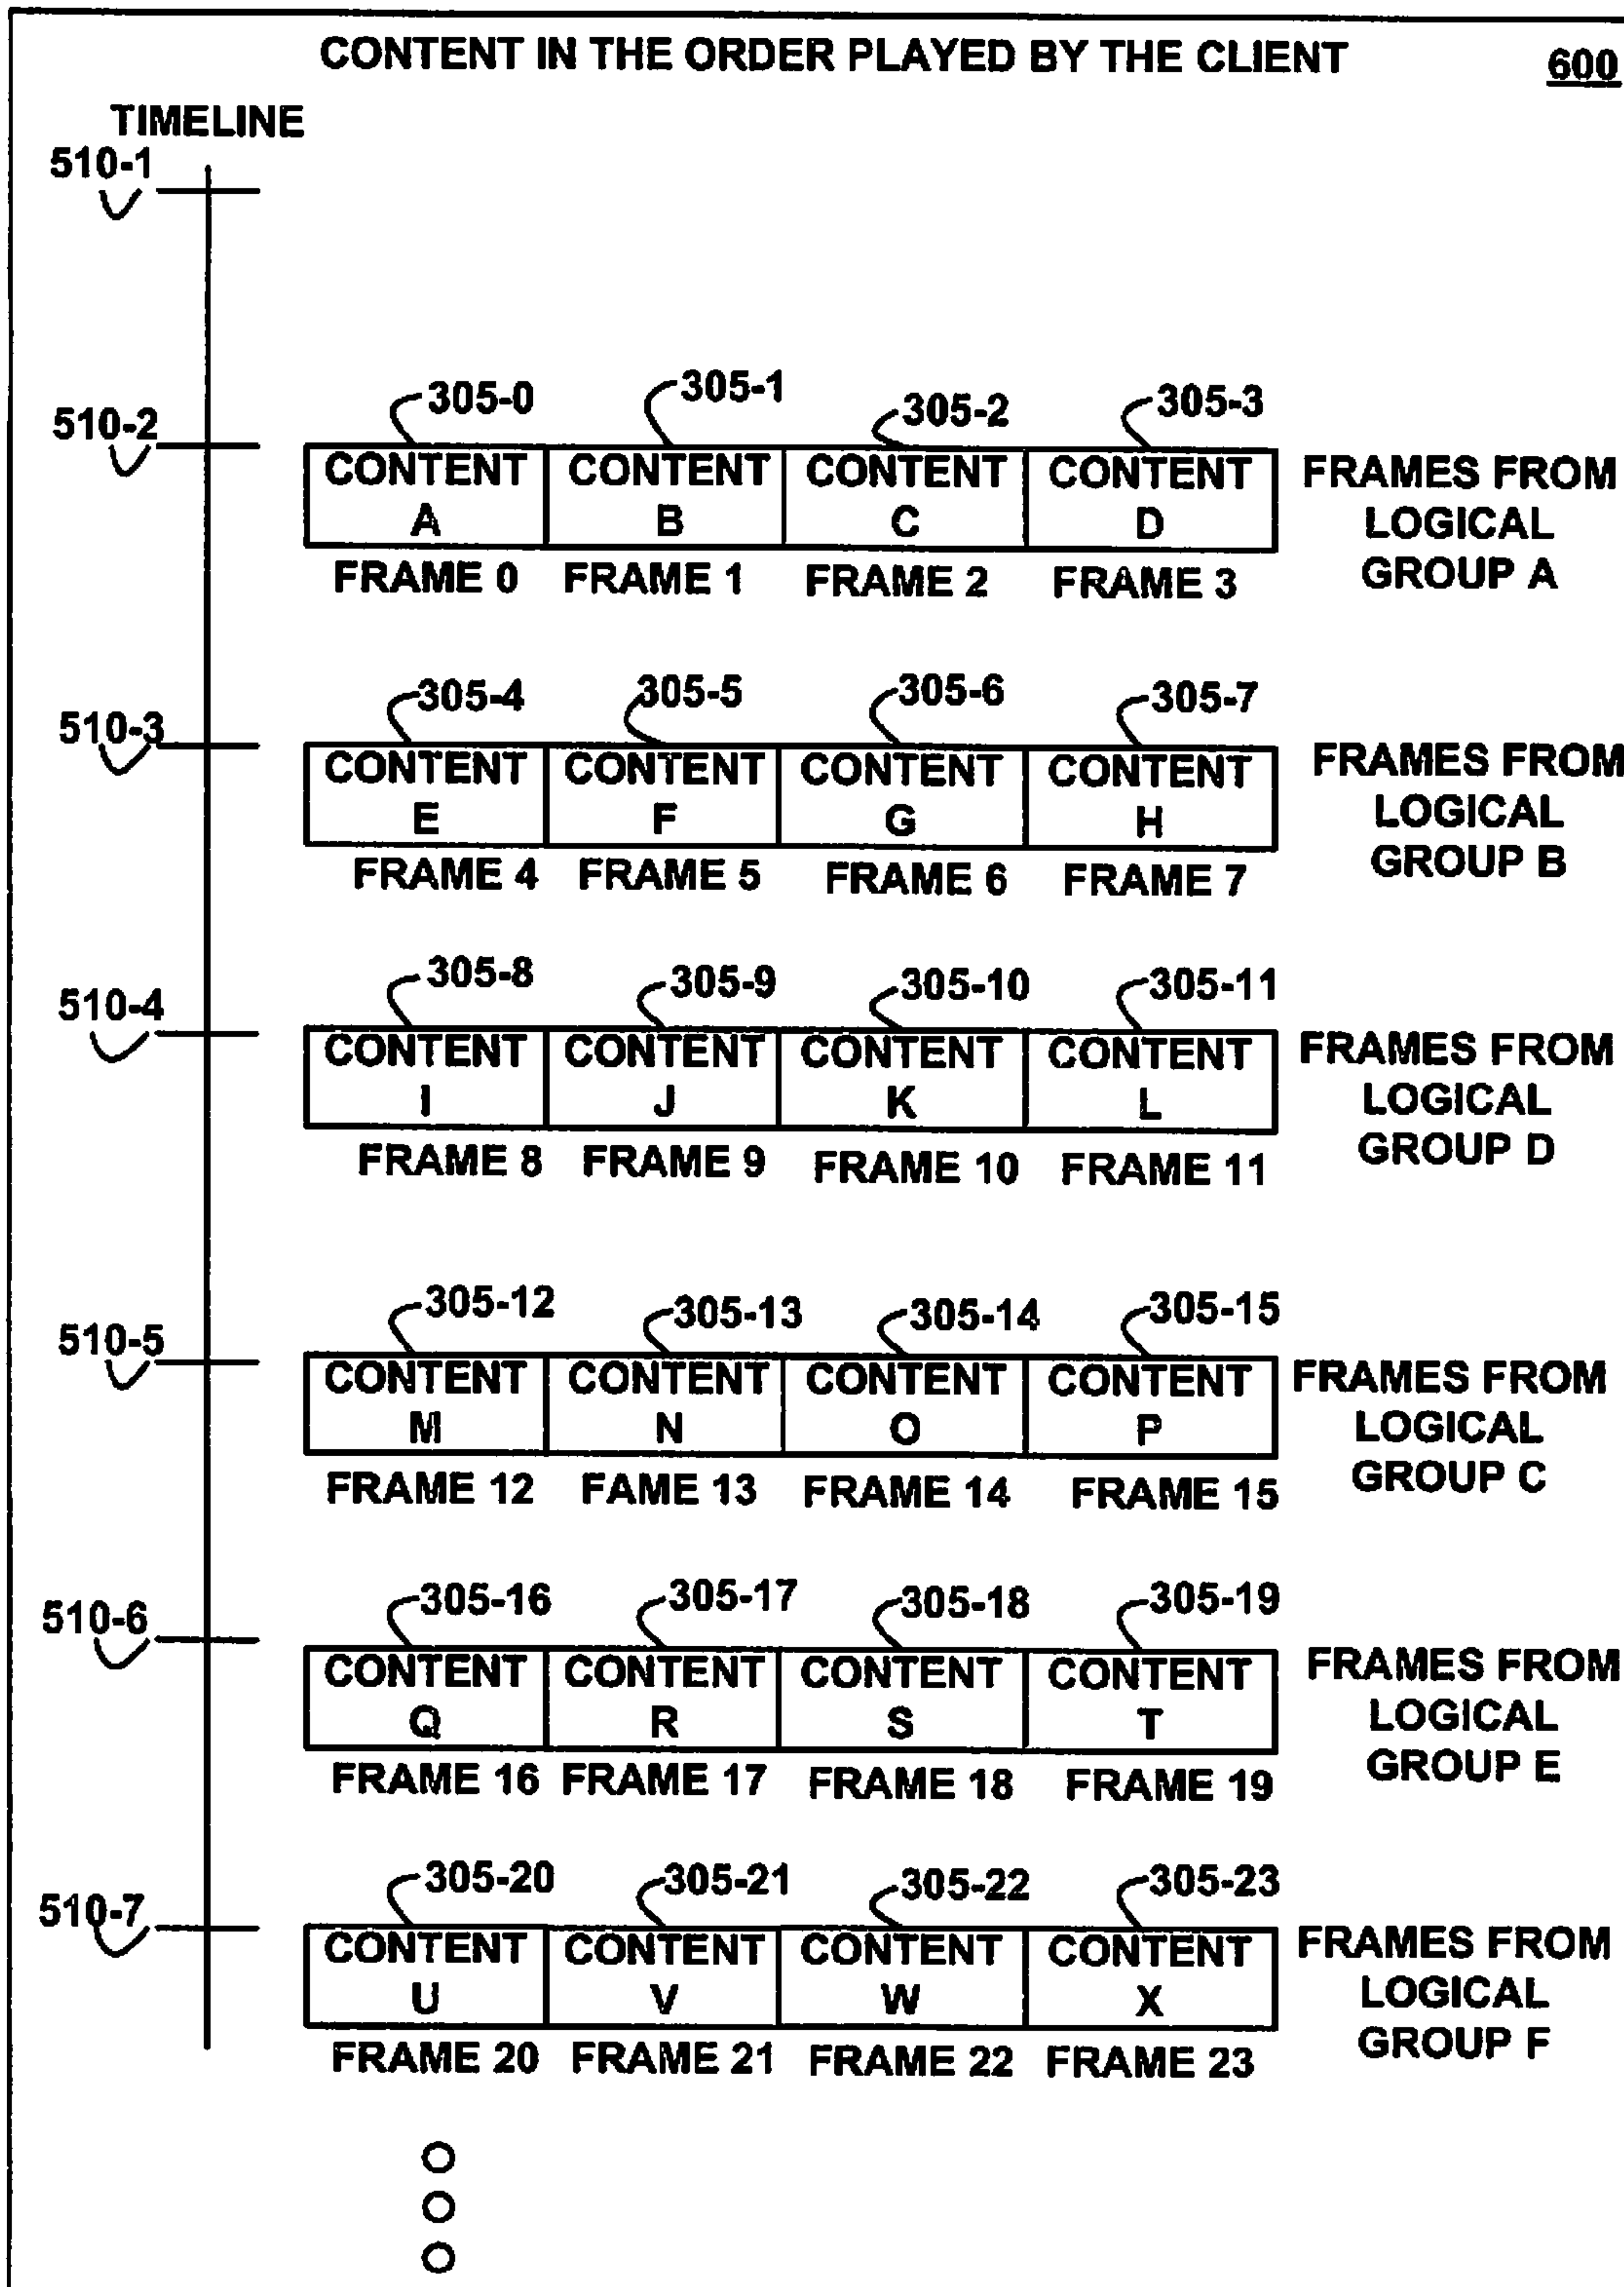 CONTENT IN THE ORDER PLAYED BY THE CLIENT
600
TIMELINE
510-1
510-2
305-0 305-1 305-2 305-3
CONTENT A CONTENT B CONTENT C CONTENT D
FRAME 0 FRAME 1 FRAME 2 FRAME 3
FRAMES FROM
LOGICAL
GROUP A
510-3
305-4 305-5 305-6 305-7
CONTENT E CONTENT F CONTENT G CONTENT H
FRAME 4 FRAME 5 FRAME 6 FRAME 7
FRAMES FROM
LOGICAL
GROUP B
510-4
305-8 305-9 305-10 305-11
CONTENT I CONTENT J CONTENT K CONTENT L
FRAME 8 FRAME 9 FRAME 10 FRAME 11
FRAMES FROM
LOGICAL
GROUP D
510-5
305-12 305-13 305-14 305-15
CONTENT M CONTENT N CONTENT O CONTENT P
FRAME 12 FAME 13 FRAME 14 FRAME 15
FRAMES FROM
LOGICAL
GROUP C
510-6
305-16 305-17 305-18 305-19
CONTENT Q CONTENT R CONTENT S CONTENT T
FRAME 16 FRAME 17 FRAME 18 FRAME 19
FRAMES FROM
LOGICAL
GROUP E
510-7
305-20 305-21 305-22 305-23
CONTENT U CONTENT V CONTENT W CONTENT X
FRAME 20 FRAME 21 FRAME 22 FRAME 23
FRAMES FROM
LOGICAL
GROUP F